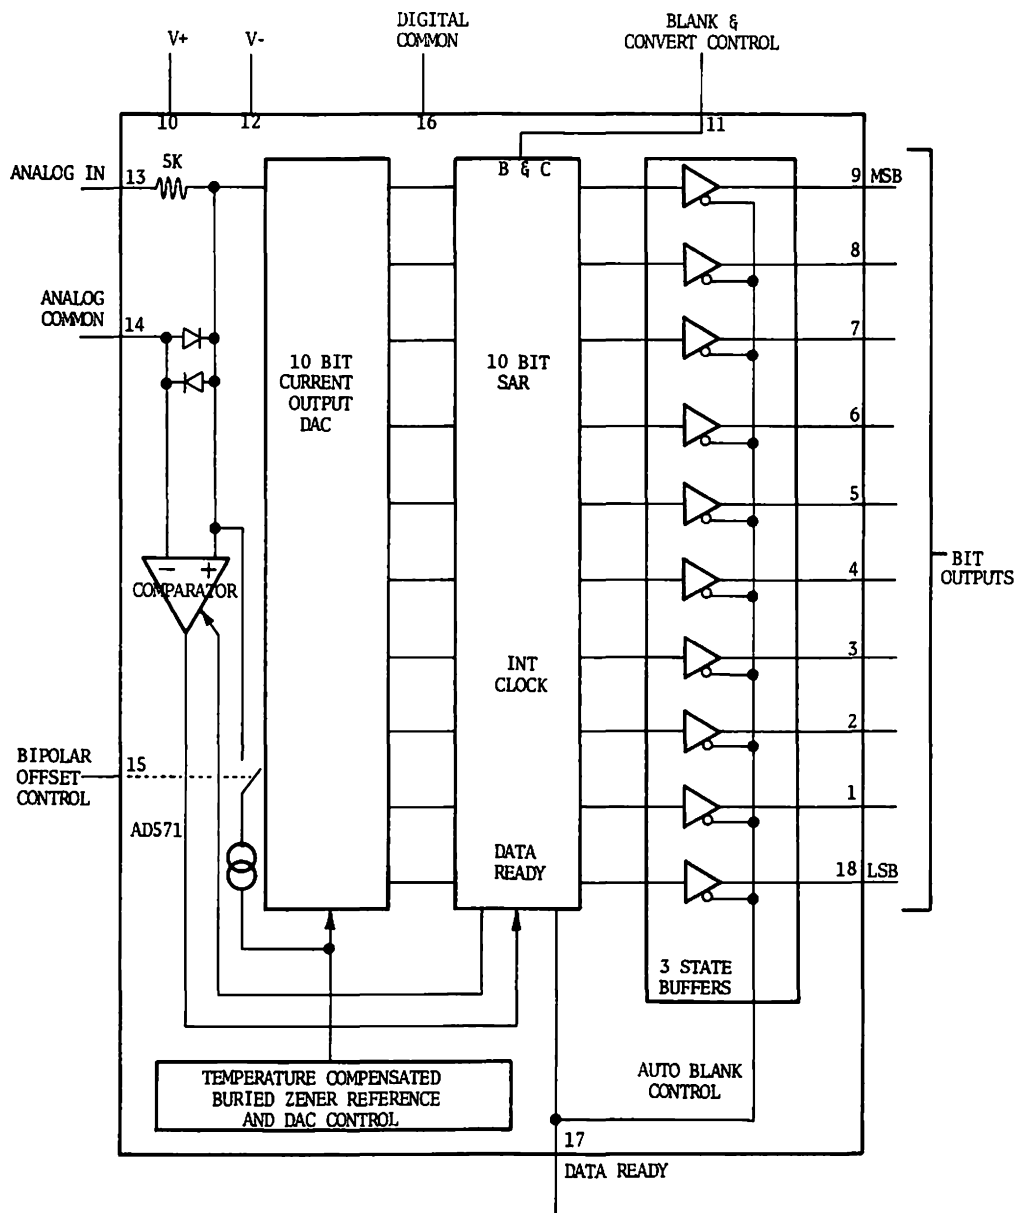 DIGITAL
COMMON
BLANK &
CONVERT CONTROL
V+
V-
10
12
16
11
ANALOG IN
13
5K
B & C
9 MSB
8
ANALOG
COMMON
14
7
10 BIT
CURRENT
OUTPUT
DAC
10 BIT
SAR
6
5
BIT
OUTPUTS
4
- +
COMPARATOR
3
INT
CLOCK
2
BIPOLAR
OFFSET
CONTROL
15
1
AD571
DATA
READY
18 LSB
3 STATE
BUFFERS
TEMPERATURE COMPENSATED
BURIED ZENER REFERENCE
AND DAC CONTROL
AUTO BLANK
CONTROL
17
DATA READY